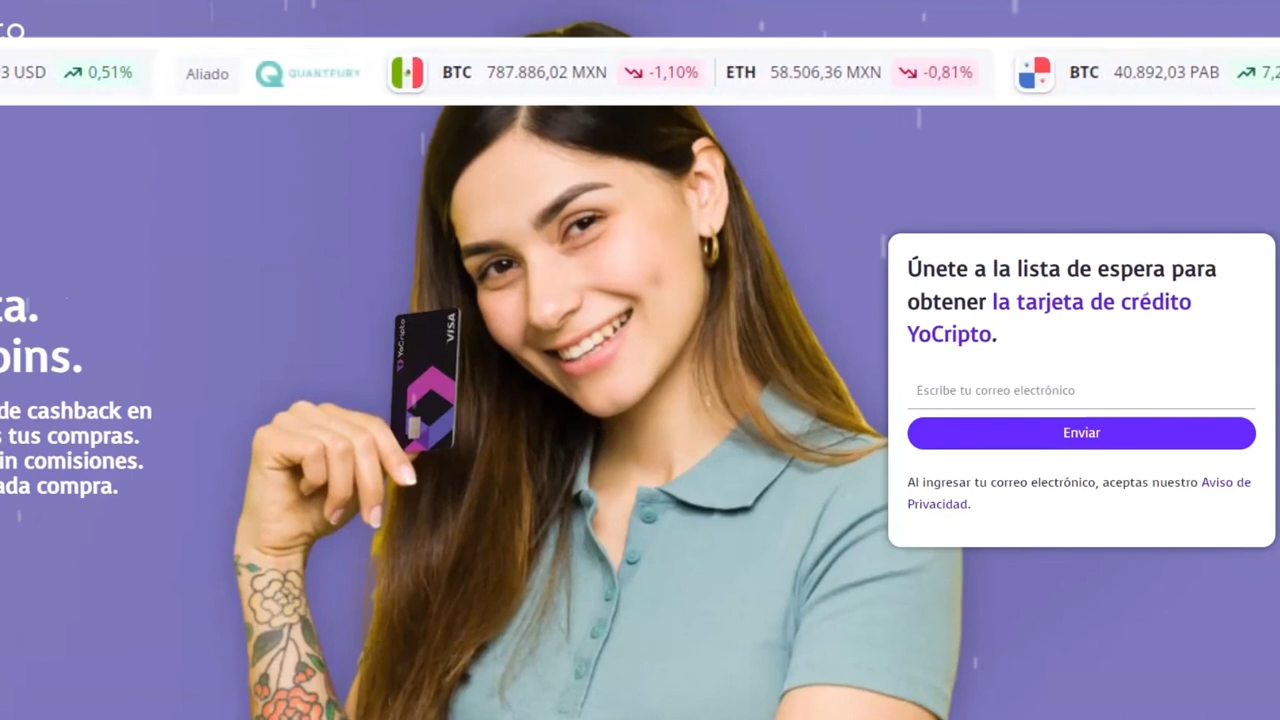 TO
3 USD 0,51% Aliado QUANTFURY BTC 787.886,02 MXN -1,10% ETH 58.506,36 MXN -0,81% BTC 40.892,03 PAB 7,2
ta.
oins.
de cashback en
s tus compras.
in comisiones.
ada compra.
YoCripto
VISA
Únete a la lista de espera para
obtener la tarjeta de crédito
YoCripto.
Escribe tu correo electrónico
Enviar
Al ingresar tu correo electrónico, aceptas nuestro Aviso de
Privacidad.